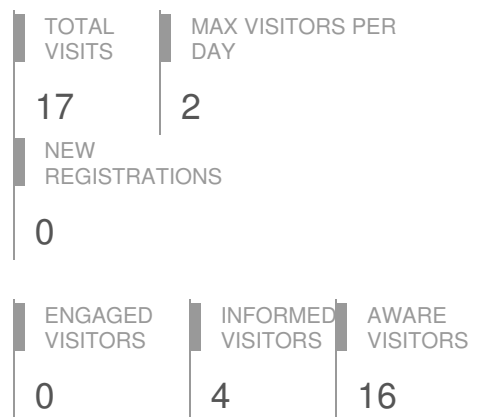 TOTAL
VISITS
17
MAX VISITORS PER
DAY
2
NEW
REGISTRATIONS
0
ENGAGED
VISITORS
0
INFORMED
VISITORS
4
AWARE
VISITORS
16